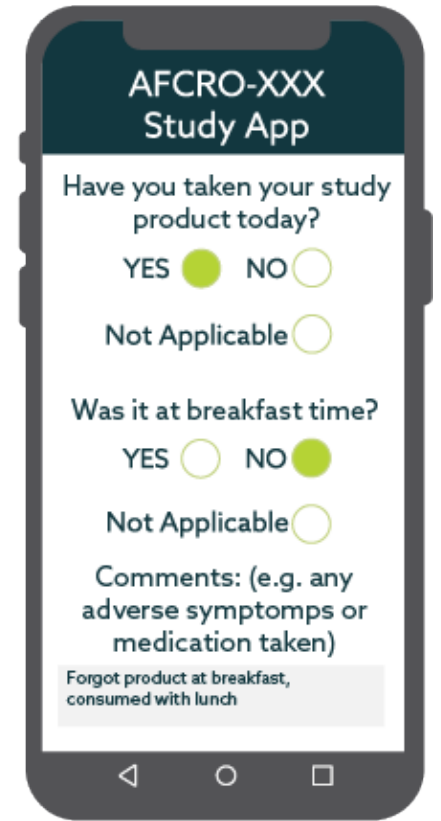 AFCRO-XXX
Study App
Have you taken your study
product today?
YES NO
Not Applicable
Was it at breakfast time?
YES NO
Not Applicable
Comments: (e.g. any
adverse symptomps or
medication taken)
Forgot product at breakfast,
consumed with lunch